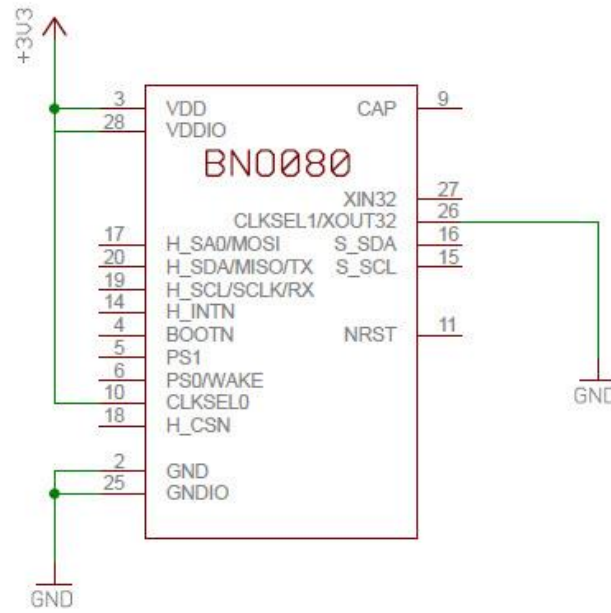 +3V3
3 VDD CAP 9
28 VDDIO
BNO080
XIN32 27
CLKSEL1/XOUT32 26
17 H_SA0/MOSI S_SDA 16
20 H_SDA/MISO/TX S_SCL 15
19 H_SCL/SCLK/RX
14 H_INTN
4 BOOTN NRST 11
5 PS1
6 PS0/WAKE
10 CLKSEL0
18 H_CSN
GND
2 GND
25 GNDIO
GND